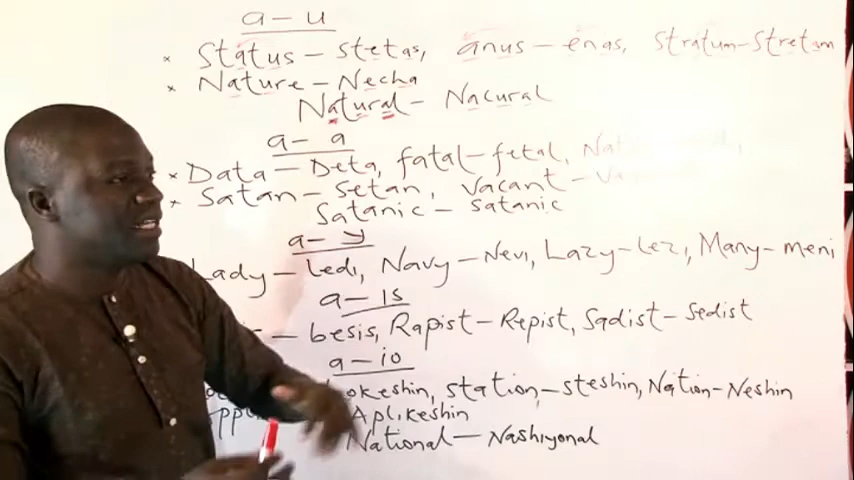 a - u
× Status - Stetas, anus - enas, Stratum - Stretam
× Nature - Necha
Natural - Nacural
a - a
× Data - Deta, fatal - fetal,
× Satan - Setan, vacant -
Satanic - satanic
a - y
Lady - Ledi, Navy - Nevi, Lazy - lezi, Many - meni
a - is
- besis, Rapist - Repist, Sadist - Sedist
a - io
okeshin, station - steshin, Nation - Neshin
Aplikeshin
National - Nashiyonal